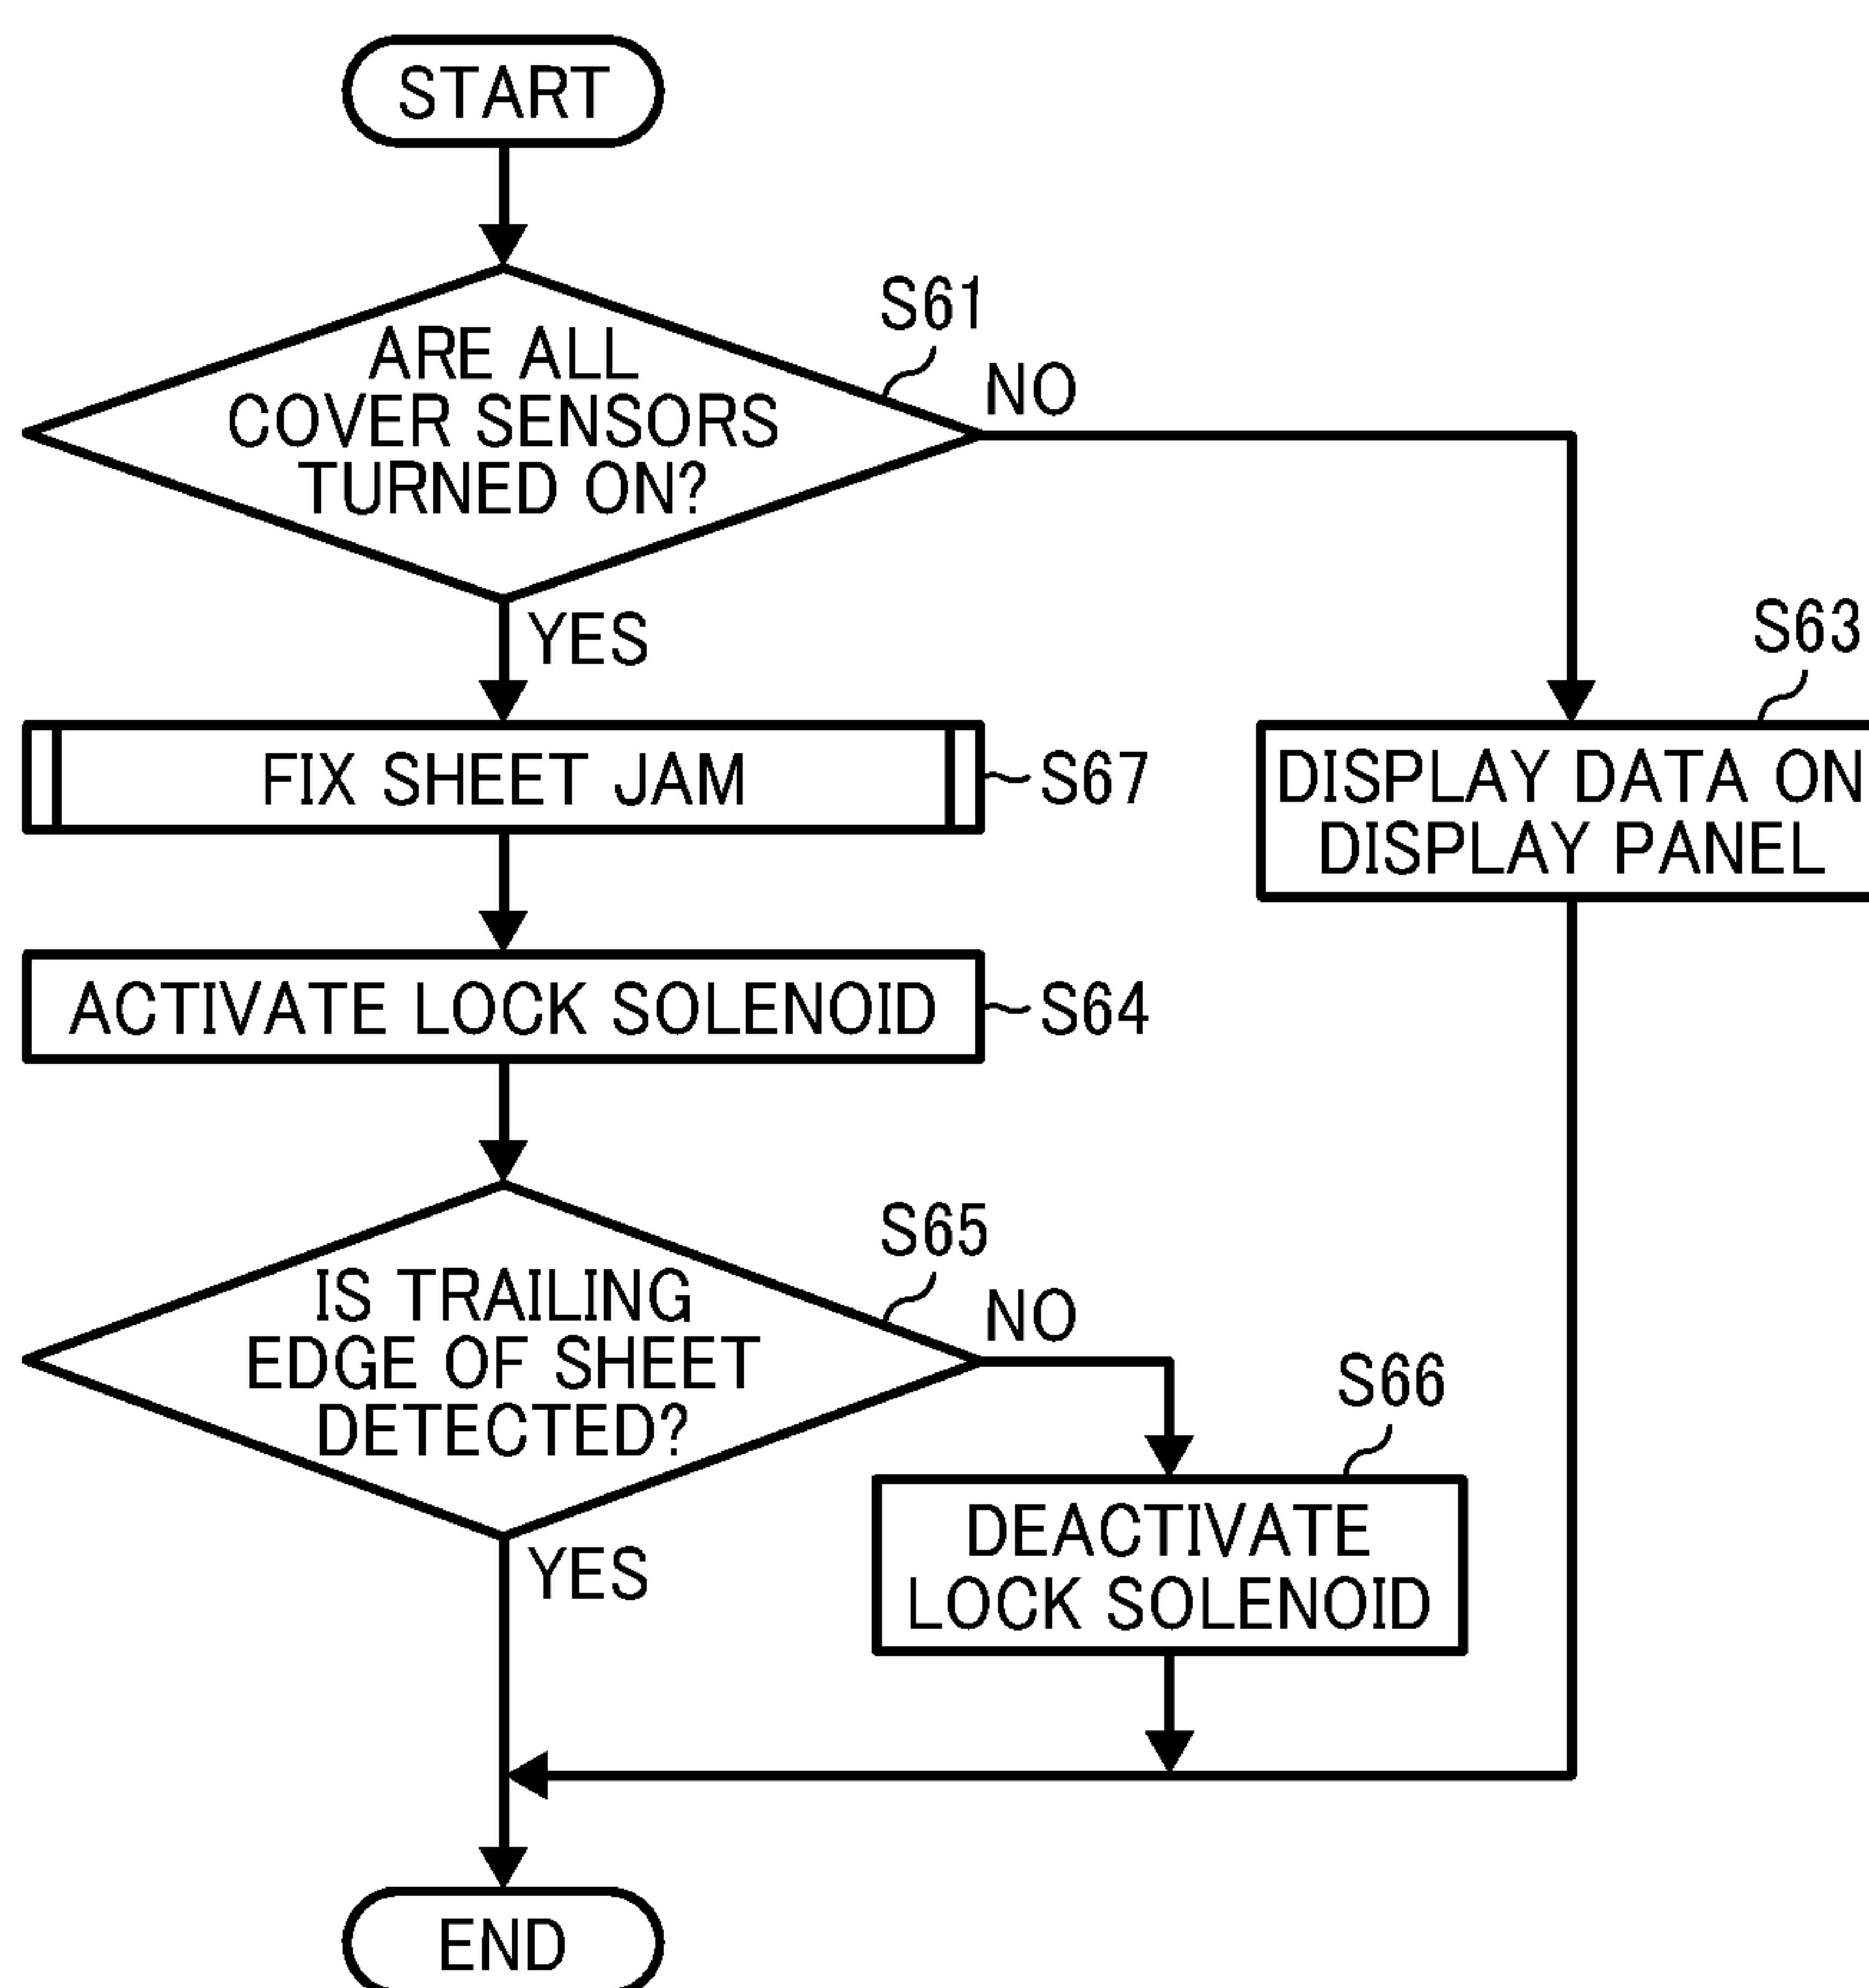 START
S61
ARE ALL
COVER SENSORS
TURNED ON?
NO
YES
S63
FIX SHEET JAM
S67
DISPLAY DATA ON
DISPLAY PANEL
ACTIVATE LOCK SOLENOID
S64
S65
IS TRAILING
EDGE OF SHEET
DETECTED?
NO
S66
YES
DEACTIVATE
LOCK SOLENOID
END